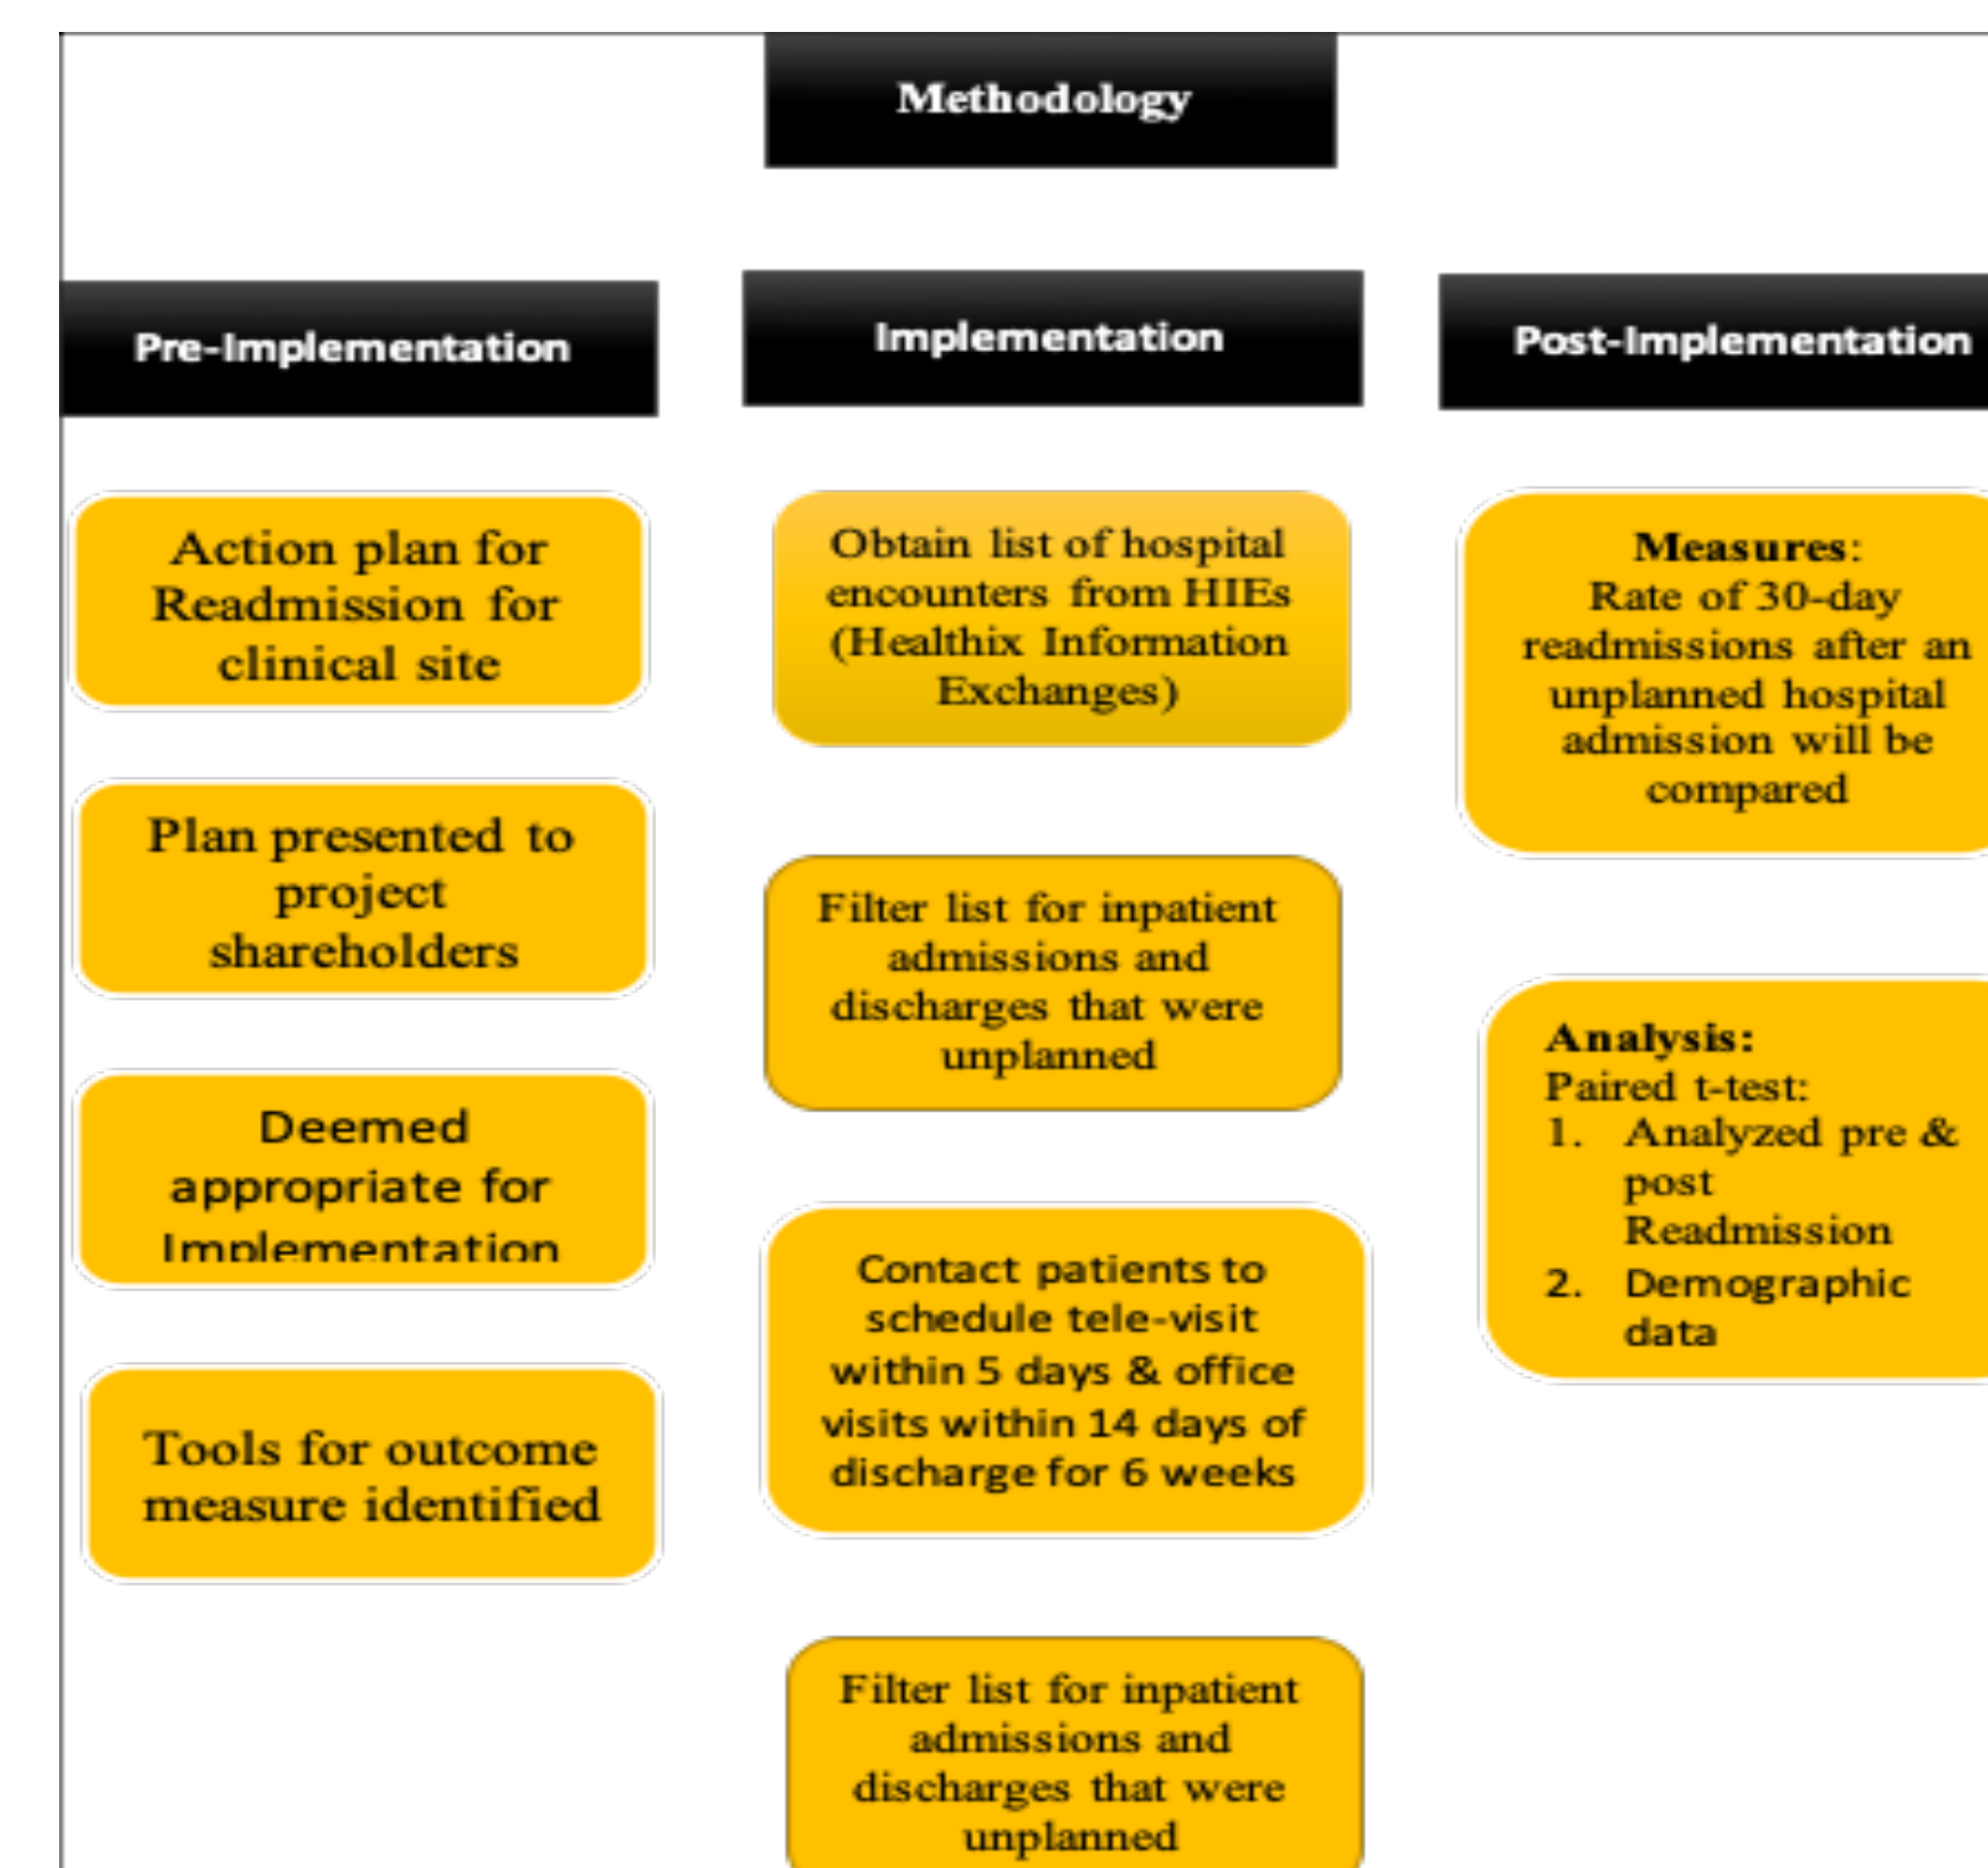 Methodology
Pre-Implementation
Action plan for
Readmission for
clinical site
Plan presented to
project
shareholders
Deemed
appropriate for
Implementation
Tools for outcome
measure identified
Implementation
Obtain list of hospital
encounters from HIEs
(Healthix Information
Exchanges)
Filter list for inpatient
admissions and
discharges that were
unplanned
Contact patients to
schedule tele-visit
within 5 days & office
visits within 14 days of
discharge for 6 weeks
Filter list for inpatient
admissions and
discharges that were
unplanned
Post-Implementation
Measures:
Rate of 30-day
readmissions after an
unplanned hospital
admission will be
compared
Analysis:
Paired t-test:
1. Analyzed pre &
post
Readmission
2. Demographic
data